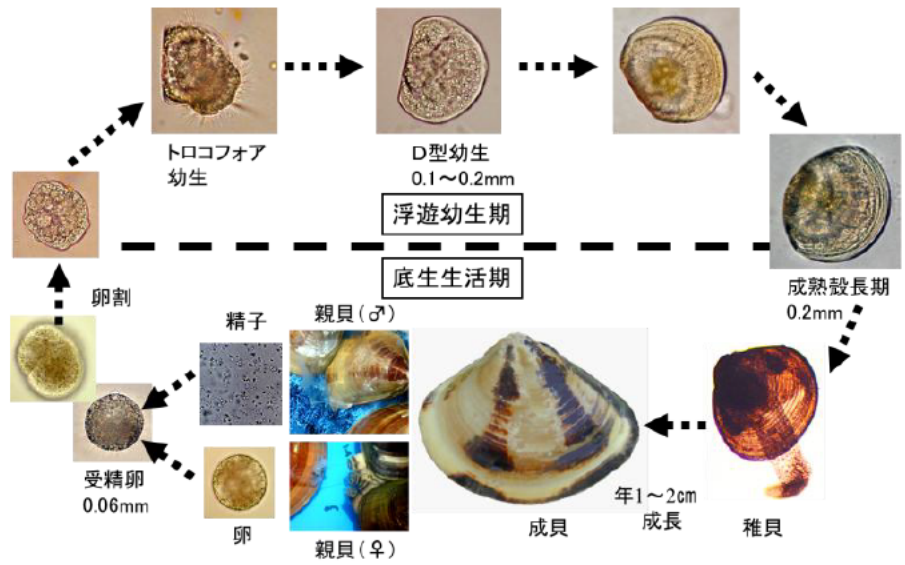 トロコフォア
幼生
D型幼生
0.1～0.2mm
浮遊幼生期
底生生活期
成熟殻長期
0.2mm
卵割
精子
親貝(♂)
受精卵
0.06mm
卵
親貝(♀)
成貝
年1～2㎝
成長
稚貝